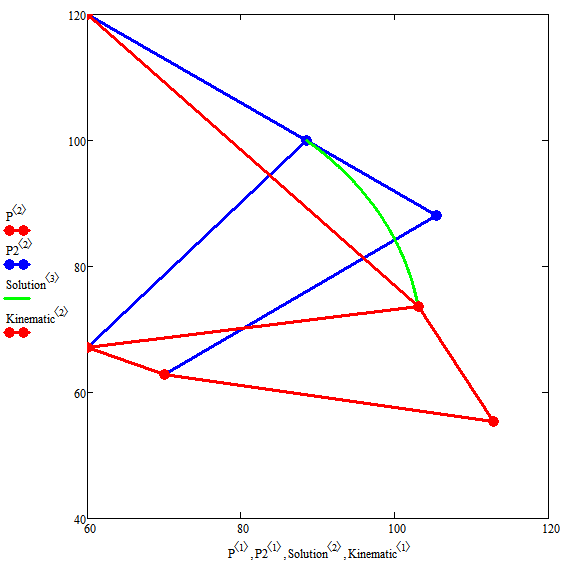 120
100
80
60
40
P⟨2⟩
P2⟨2⟩
Solution⟨3⟩
Kinematic⟨2⟩
60 80 100 120
P⟨1⟩,P2⟨1⟩,Solution⟨2⟩,Kinematic⟨1⟩